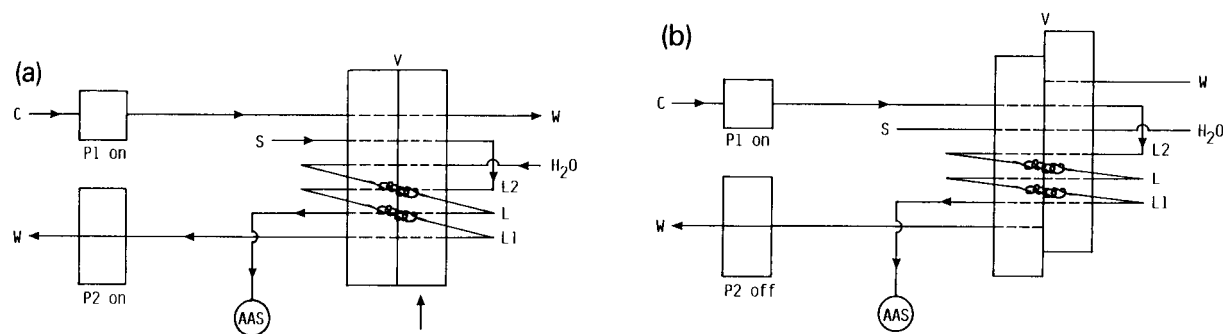 (a)
V
C
P1 on
W
S
H2O
L2
L
L1
W
P2 on
AAS
(b)
V
W
C
P1 on
S
H2O
L2
L
L1
W
P2 off
AAS